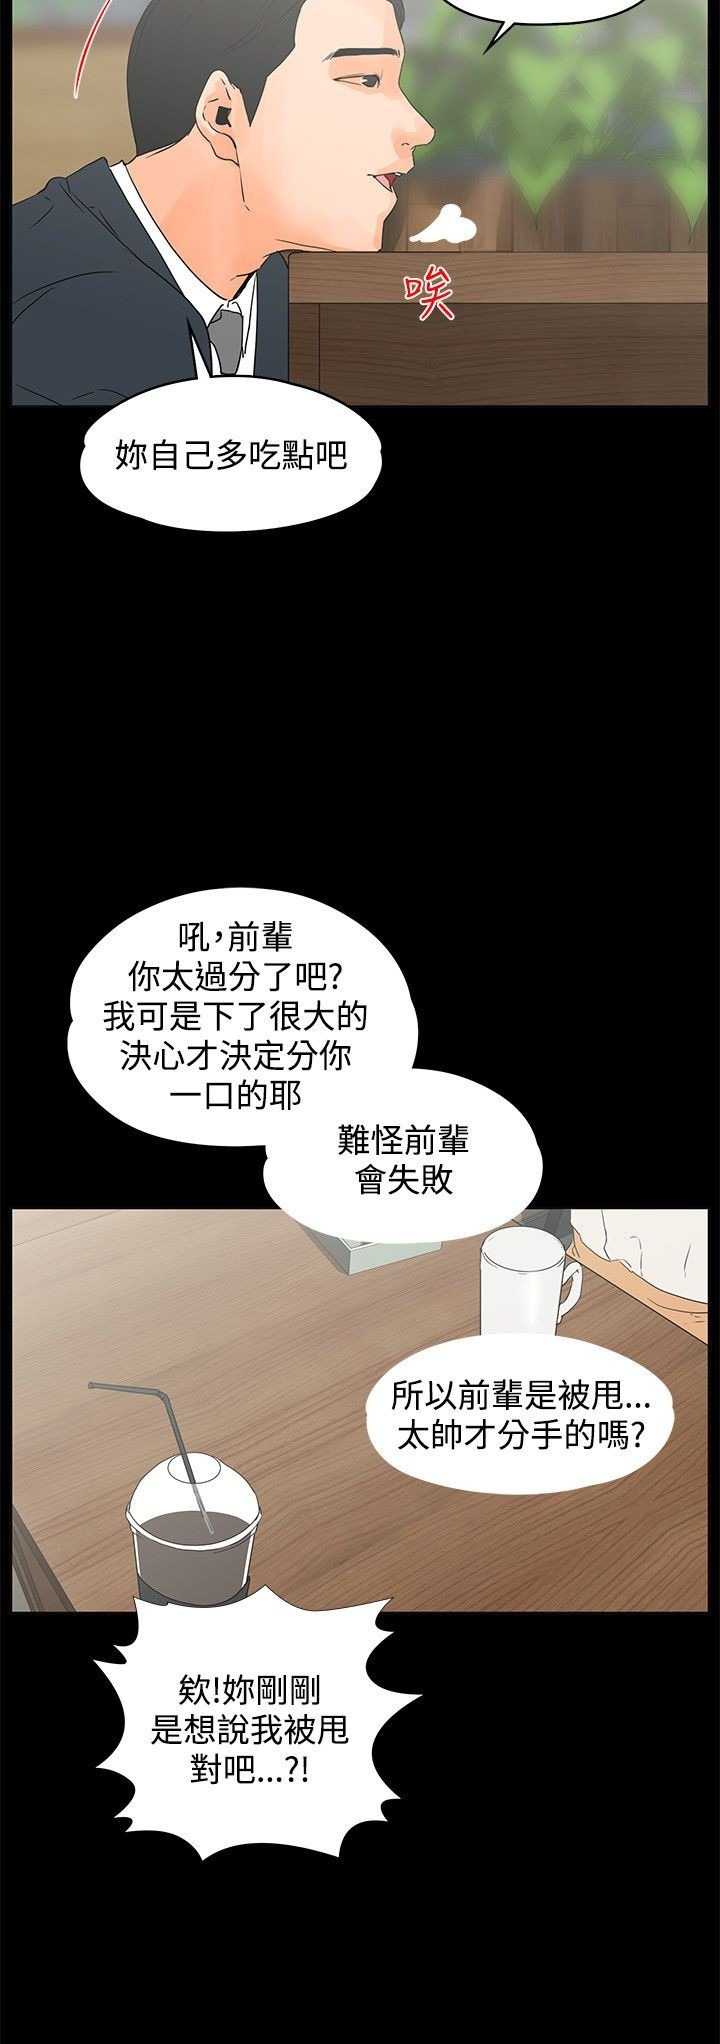 唉
妳自己多吃點吧
吼，前輩
你太過分了吧?
我可是下了很大的
決心才決定分你
一口的耶
難怪前輩
會失敗
所以前輩是被甩...
太帥才分手的嗎?
欸!妳剛剛
是想說我被甩
對吧...?!